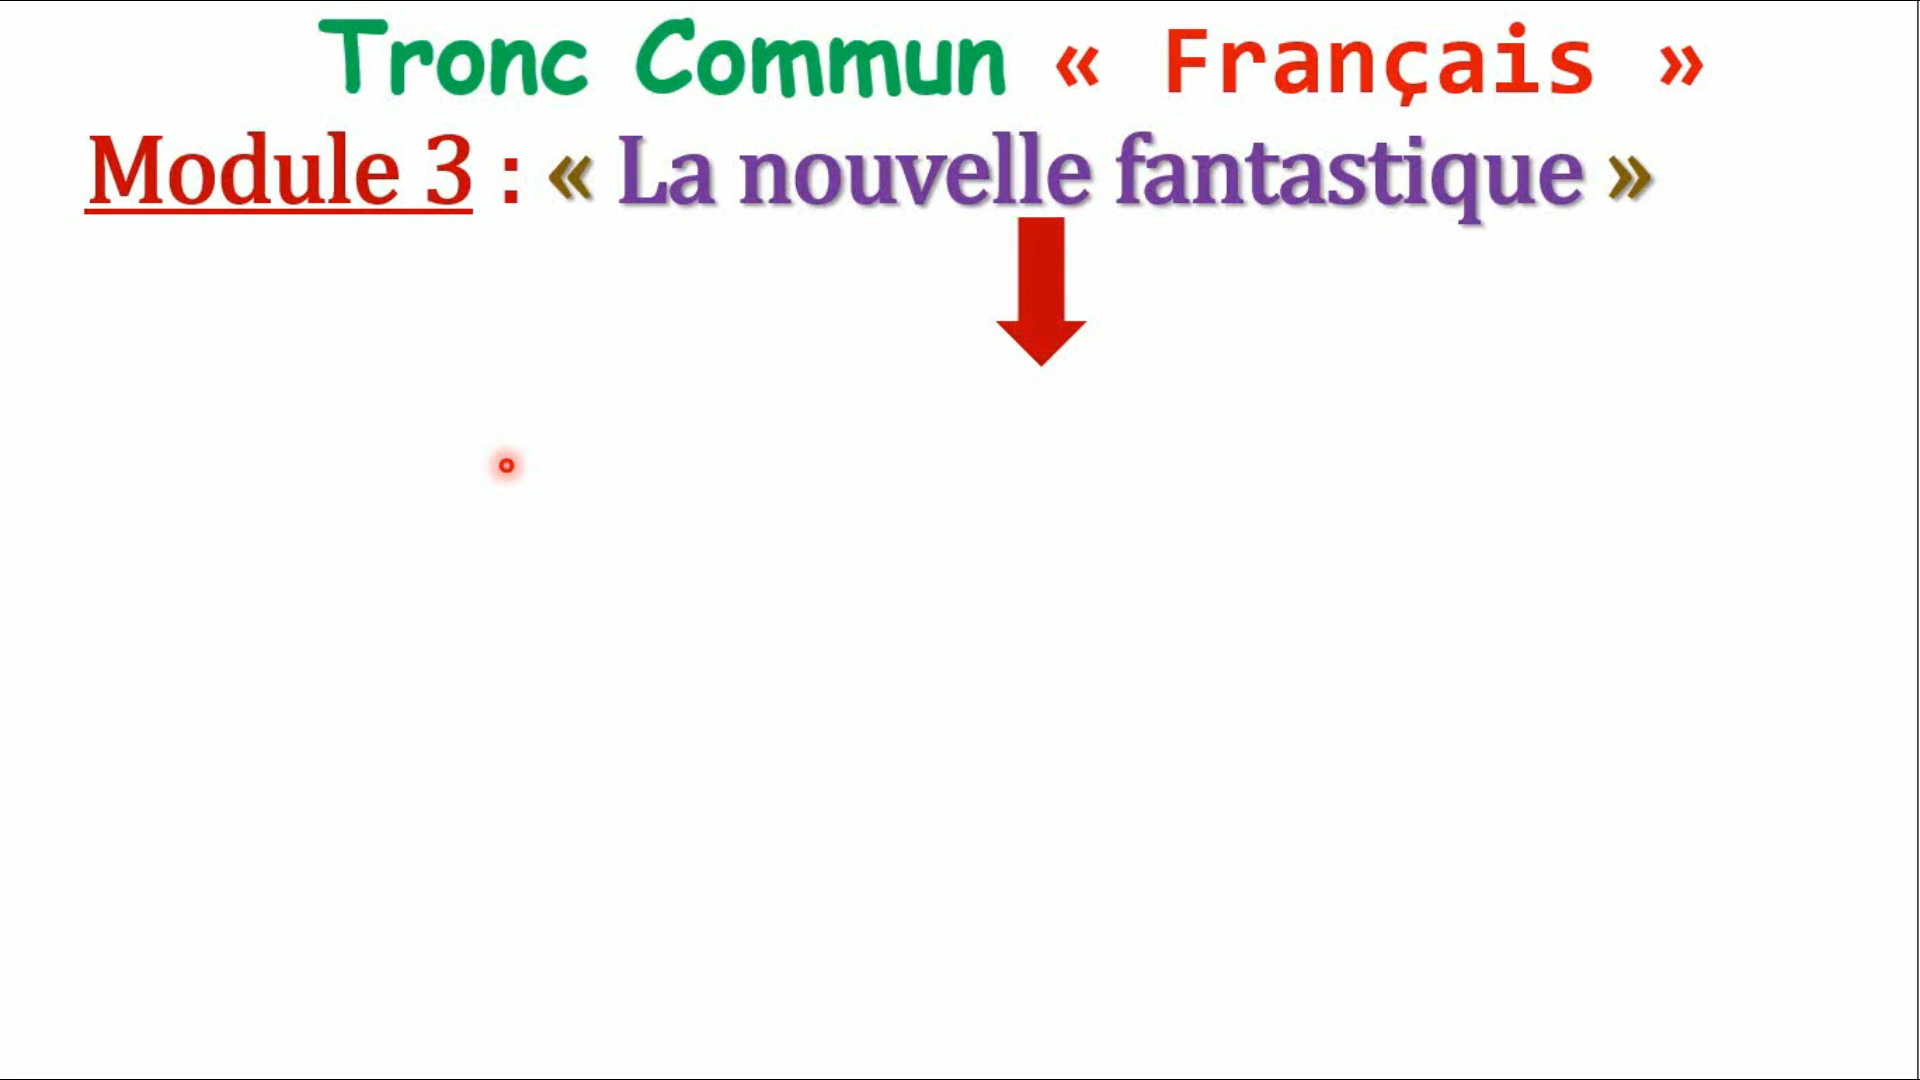 Tronc Commun « Français »
Module 3 : « La nouvelle fantastique »